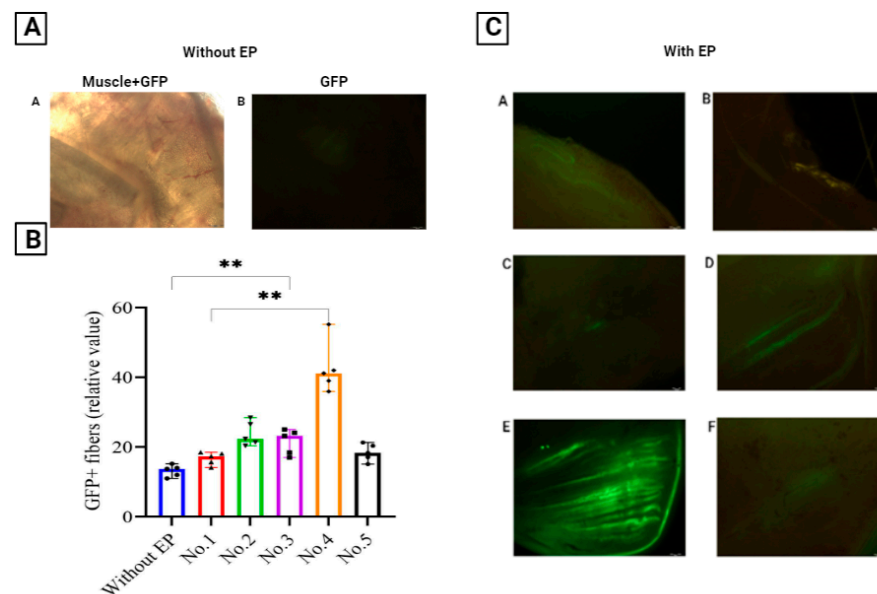 A
Without EP
Muscle+GFP
GFP
A
B
B
**
**
GFP+ fibers (relative value)
60
40
20
0
Without EP
No.1
No.2
No.3
No.4
No.5
C
With EP
A
B
C
D
E
F